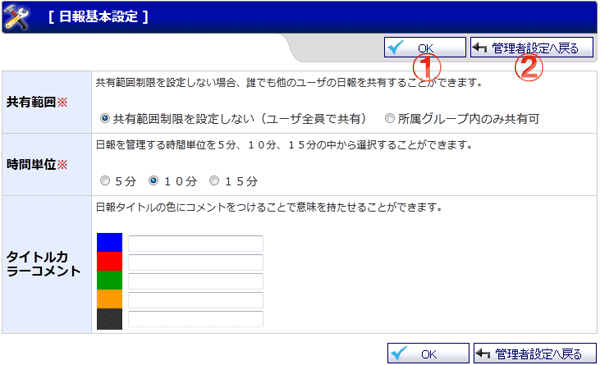 [ 日報基本設定 ]
OK 管理者設定へ戻る
① ②
共有範囲※
共有範囲制限を設定しない場合、誰でも他のユーザの日報を共有することができます。
共有範囲制限を設定しない（ユーザ全員で共有） 所属グループ内のみ共有可
時間単位※
日報を管理する時間単位を５分、１０分、１５分の中から選択することができます。
５分 １０分 １５分
タイトルカ
ラーコメント
日報タイトルの色にコメントをつけることで意味を持たせることができます。
OK 管理者設定へ戻る